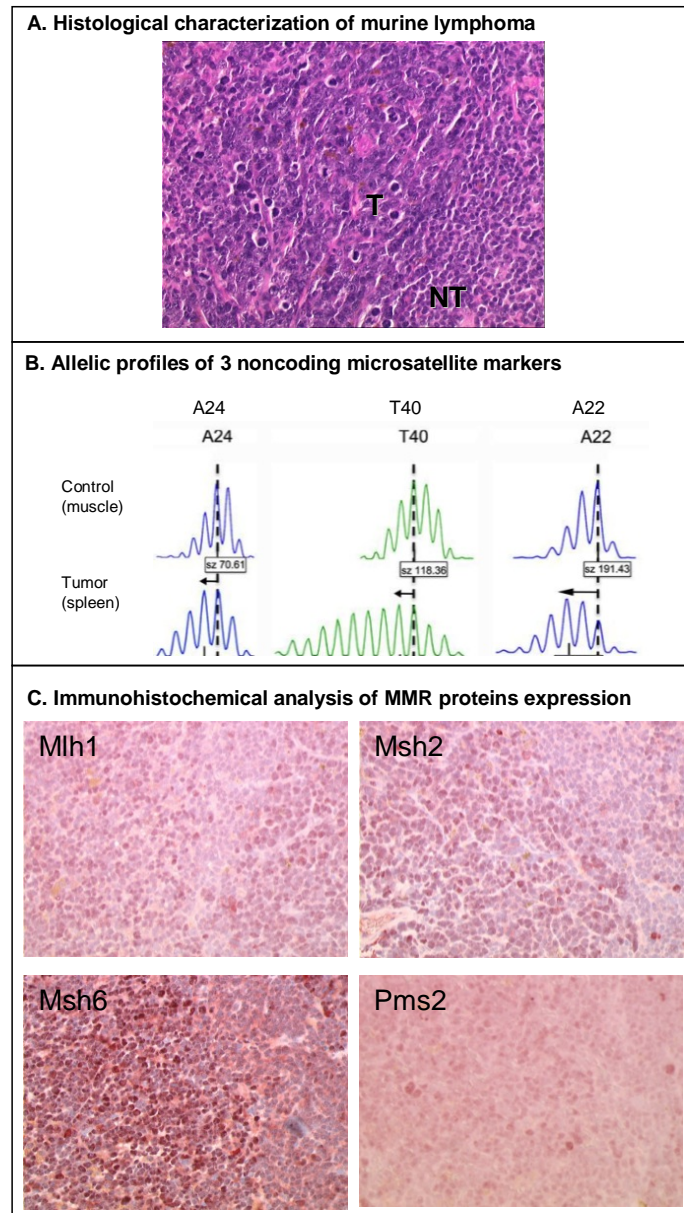 A. Histological characterization of murine lymphoma
T
NT
B. Allelic profiles of 3 noncoding microsatellite markers
A24 T40 A22
A24 T40 A22
Control
(muscle)
sz 70.61 sz 118.36 sz 191.43
Tumor
(spleen)
C. Immunohistochemical analysis of MMR proteins expression
Mlh1 Msh2
Msh6 Pms2